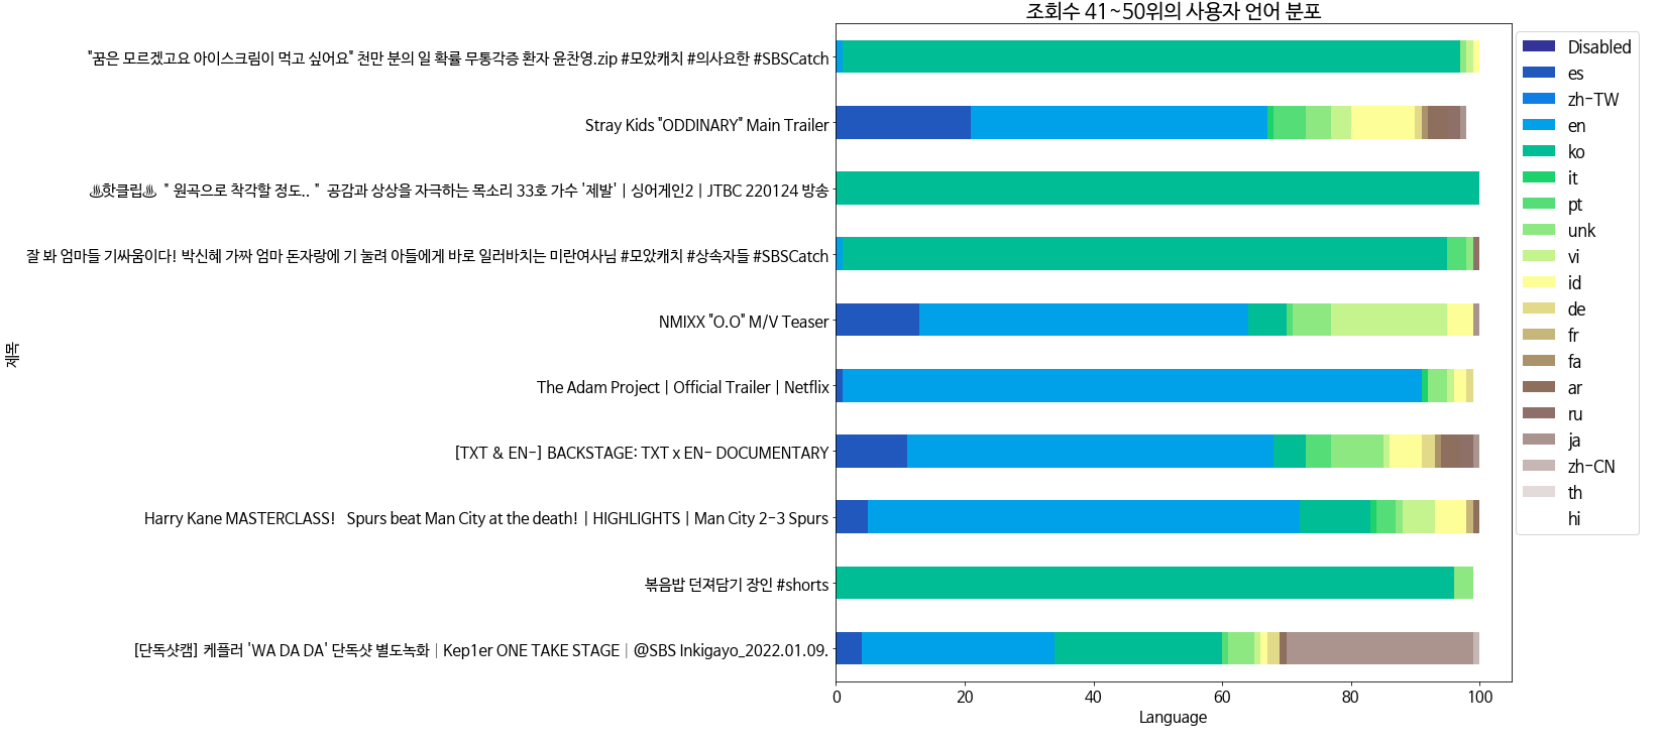 조회수 41~50위의 사용자 언어 분포
"꿈은 모르겠고요 아이스크림이 먹고 싶어요" 천만 분의 일 확률 무통각증 환자 윤찬영.zip #모았캐치 #의사요한 #SBSCatch
Stray Kids "ODDINARY" Main Trailer
♨핫클립♨ " 원곡으로 착각할 정도.. " 공감과 상상을 자극하는 목소리 33호 가수 '제발' | 싱어게인2 | JTBC 220124 방송
잘 봐 엄마들 기싸움이다! 박신혜 가짜 엄마 돈자랑에 기 눌려 아들에게 바로 일러바치는 미란여사님 #모았캐치 #상속자들 #SBSCatch
NMIXX "O.O" M/V Teaser
The Adam Project | Official Trailer | Netflix
[TXT & EN-] BACKSTAGE: TXT x EN- DOCUMENTARY
Harry Kane MASTERCLASS! Spurs beat Man City at the death! | HIGHLIGHTS | Man City 2-3 Spurs
볶음밥 던져담기 장인 #shorts
[단독샷캠] 케플러 'WA DA DA' 단독샷 별도녹화│Kep1er ONE TAKE STAGE│@SBS Inkigayo_2022.01.09.
제목
0 20 40 60 80 100
Language
Disabled
es
zh-TW
en
ko
it
pt
unk
vi
id
de
fr
fa
ar
ru
ja
zh-CN
th
hi